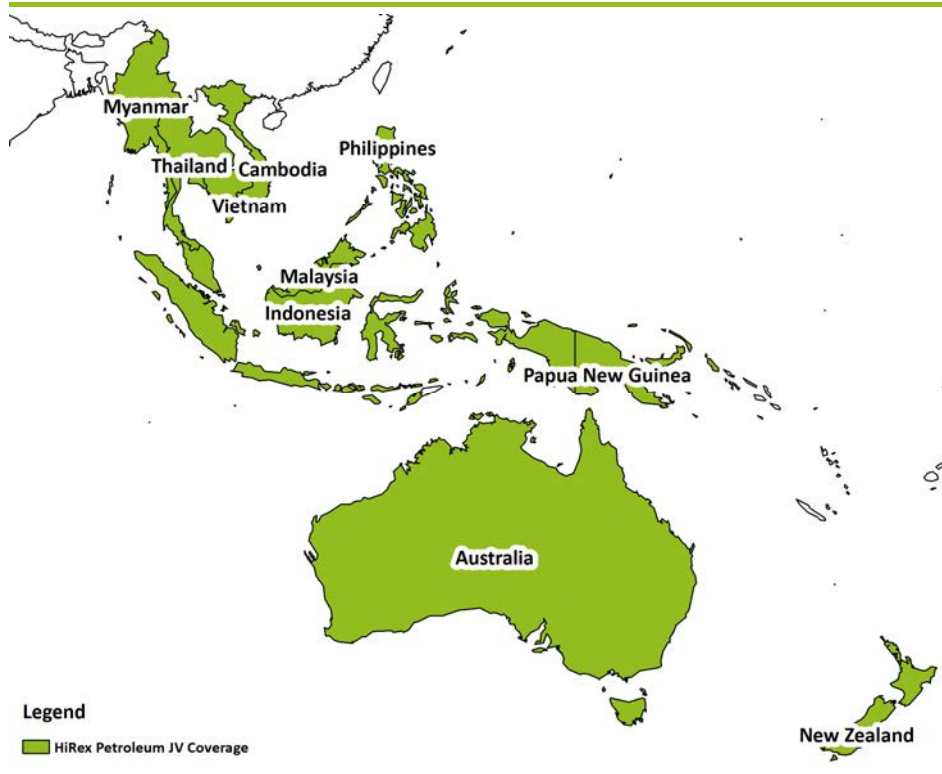 Myanmar
Philippines
Thailand
Cambodia
Vietnam
Malaysia
Indonesia
Papua New Guinea
Australia
New Zealand
Legend
HiRex Petroleum JV Coverage